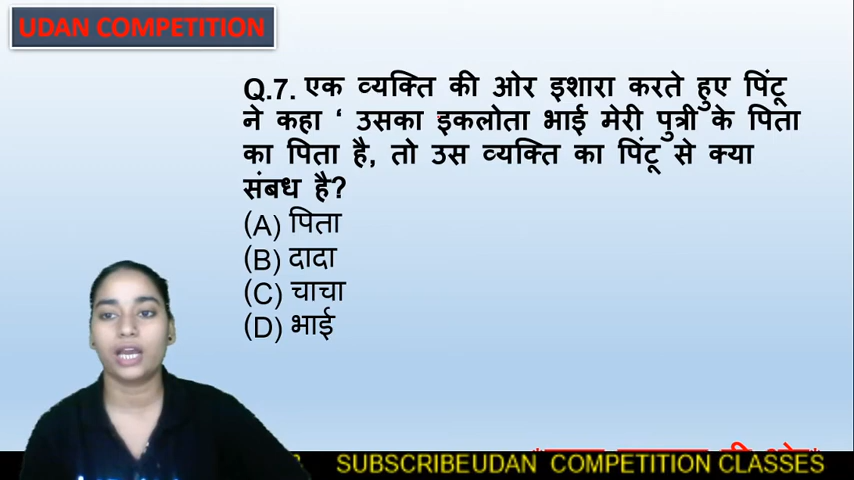 UDAN COMPETITION
Q.7. एक व्यक्ति की ओर इशारा करते हुए पिंटू
ने कहा ‘ उसका इकलोता भाई मेरी पुत्री के पिता
का पिता है, तो उस व्यक्ति का पिंटू से क्या
संबध है?
(A) पिता
(B) दादा
(C) चाचा
(D) भाई
SUBSCRIBEUDAN COMPETITION CLASSES